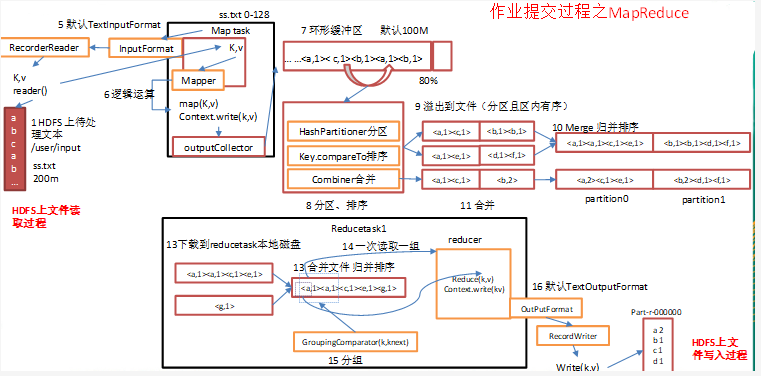 作业提交过程之MapReduce
ss.txt 0-128
5 默认TextInputFormat
Map task
7 环形缓冲区 默认100M
RecorderReader
InputFormat
K,v
... ...<a,1>< c,1><b,1><a,1><b,1>
80%
K,v
reader()
Mapper
6 逻辑运算
map(K,v)
Context.write(k,v)
outputCollector
1 HDFS 上待处
理文本
/user/input
ss.txt
200m
a
b
c
a
b
...
HDFS上文件读
取过程
9 溢出到文件（分区且区内有序）
HashPartitioner分区
Key.compareTo排序
Combiner合并
<a,1><c,1>
<b,1><b,1>
<a,1><e,1>
<d,1><f,1>
<a,1><c,1>
<b,2>
10 Merge 归并排序
<a,1><a,1><c,1><e,1>
<b,1><b,1><d,1><f,1>
<a,2><c,1><e,1>
<b,2><d,1><f,1>
partition0
partition1
8 分区、排序
11 合并
Reducetask1
13下载到reducetask本地磁盘
14 一次读取一组
reducer
<a,1><a,1><c,1><e,1>
<g,1>
13 合并文件 归并排序
<a,1><a,1><c,1><e,1><g,1>
Reduce(k,v)
Context.write(kv)
GroupingComparator(k,knext)
15 分组
16 默认TextOutputFormat
OutPutFormat
RecordWriter
Write(k,v)
Part-r-000000
a 2
b 1
c 1
d 1
HDFS上文
件写入过程